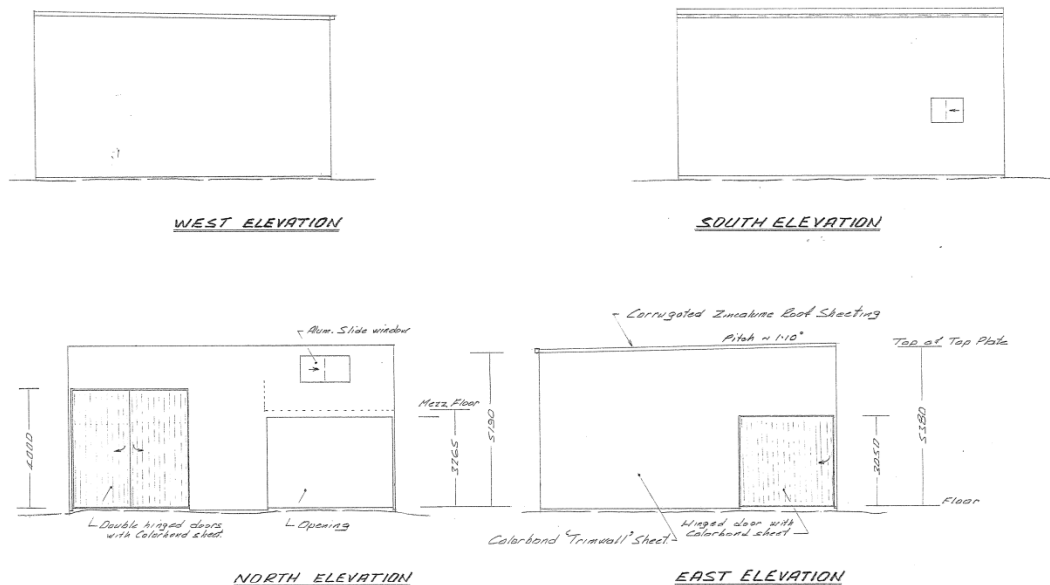 WEST ELEVATION
SOUTH ELEVATION
Alum. Slide window
Mezz Floor
4000
3265
5190
Double hinged doors
with Colorbond sheet.
Opening
NORTH ELEVATION
Corrugated Zincalume Roof Sheeting
Pitch ~ 1·10°
Top of Top Plate
5380
3050
Floor
Colorbond 'Trimwall' Sheet.
Hinged door with
Colorbond sheet
EAST ELEVATION